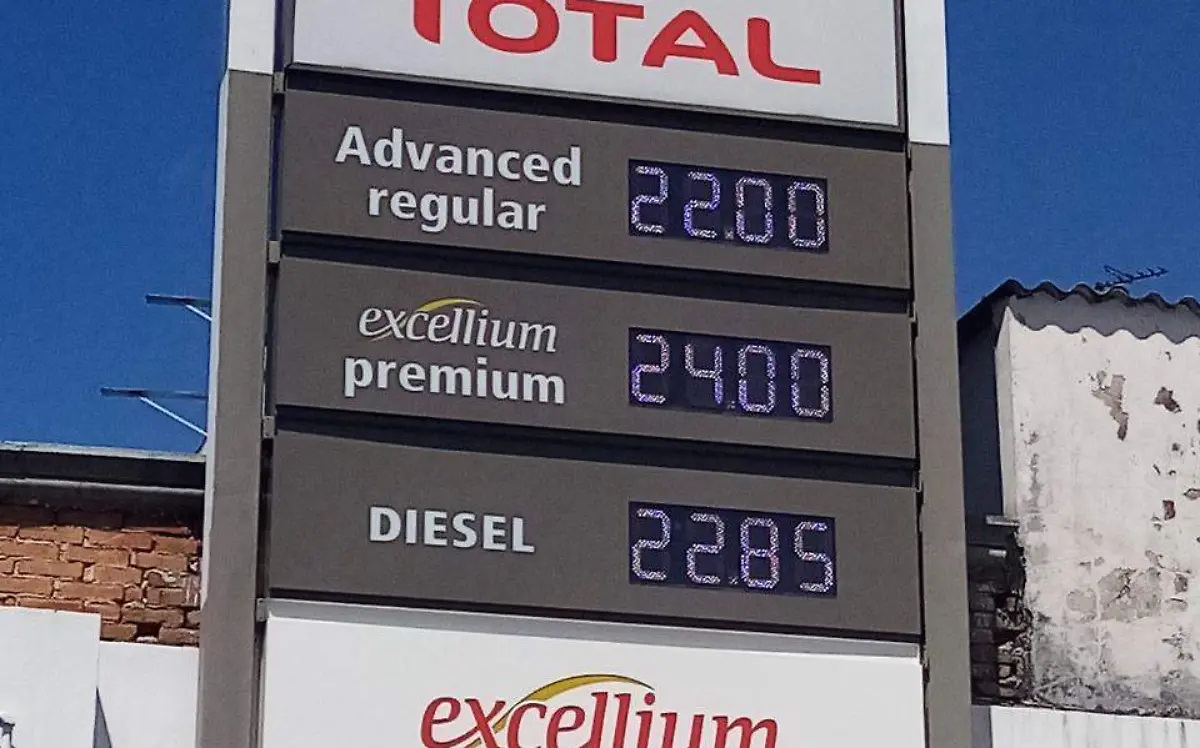 TOTAL
Advanced
regular
22.00
excellium
premium
24.00
DIESEL
22.85
excellium